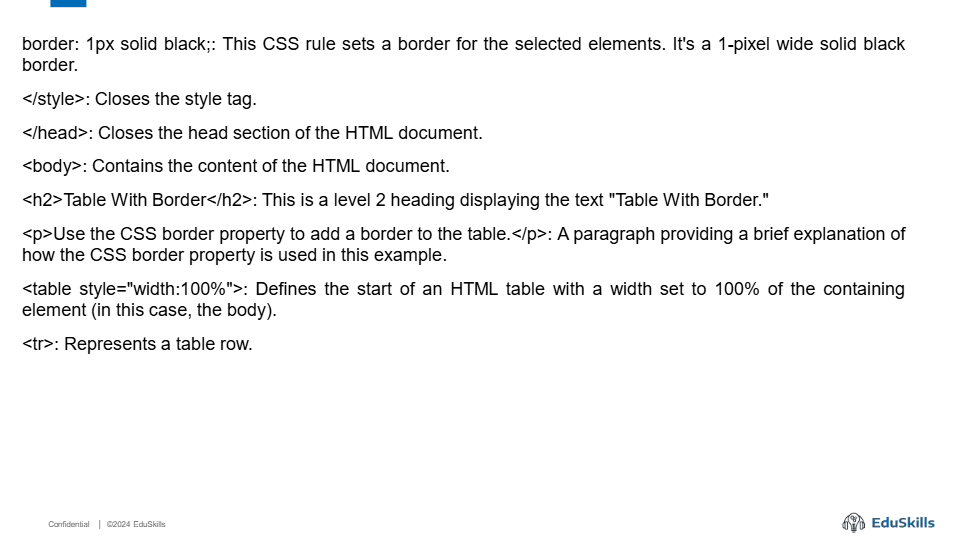 border: 1px solid black;: This CSS rule sets a border for the selected elements. It's a 1-pixel wide solid black
border.
</style>: Closes the style tag.
</head>: Closes the head section of the HTML document.
<body>: Contains the content of the HTML document.
<h2>Table With Border</h2>: This is a level 2 heading displaying the text "Table With Border."
<p>Use the CSS border property to add a border to the table.</p>: A paragraph providing a brief explanation of
how the CSS border property is used in this example.
<table style="width:100%">: Defines the start of an HTML table with a width set to 100% of the containing
element (in this case, the body).
<tr>: Represents a table row.
Confidential | ©2024 EduSkills
EduSkills